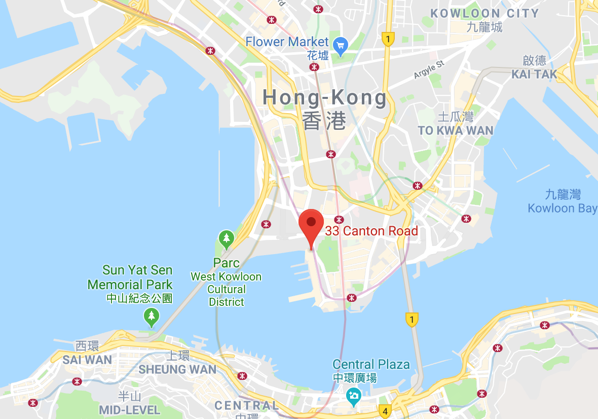 KOWLOON CITY
九龍城
Flower Market
花墟
1
Argyle St
啟德
KAI TAK
Hong-Kong
香港
土瓜灣
TO KWA WAN
九龍灣
Kowloon Bay
33 Canton Road
Parc
West Kowloon
Cultural
District
Sun Yat Sen
Memorial Park
中山紀念公園
1
西環
SAI WAN
上環
SHEUNG WAN
Central Plaza
中環廣場
半山
MID-LEVEL
CENTRAL
中環
4